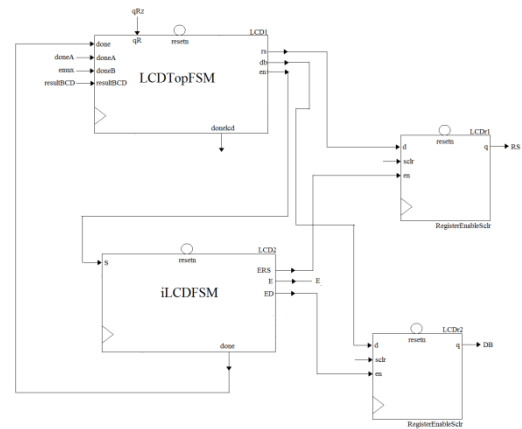 qRz
LCD1
qR
resetn
done
doneA
doneA
emux
doneB
resultBCD
resultBCD
LCDTopFSM
rs
db
en
donelcd
LCDr1
resetn
d
q
RS
sclr
en
RegisterEnableSclr
LCD2
resetn
S
iLCDFSM
ERS
E
E
ED
done
LCDr2
resetn
d
q
DB
sclr
en
RegisterEnableSclr